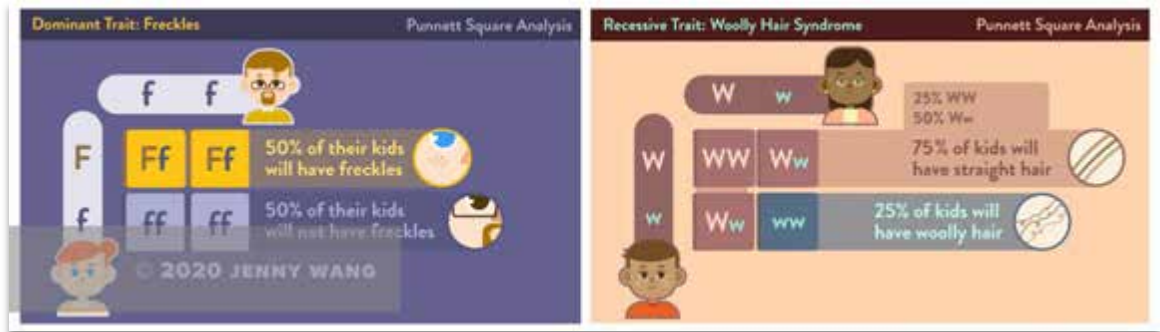 Dominant Trait: Freckles
Punnett Square Analysis
f f
F
Ff Ff
50% of their kids
will have freckles
f
ff ff
50% of their kids
will not have freckles
© 2020 JENNY WANG
Recessive Trait: Woolly Hair Syndrome
Punnett Square Analysis
W w
25% WW
50% Ww
W
WW Ww
75% of kids will
have straight hair
w
Ww ww
25% of kids will
have woolly hair